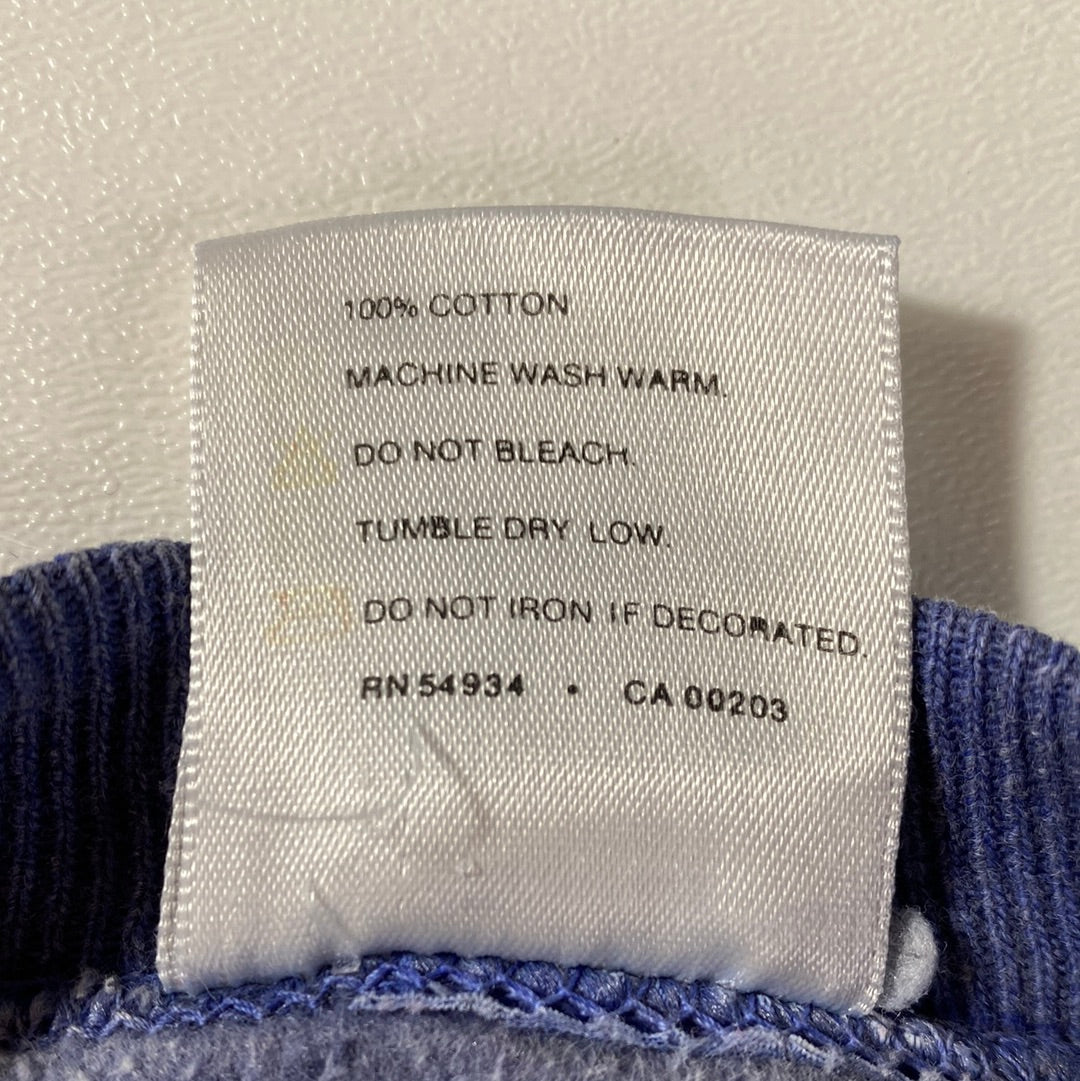 100% COTTON
MACHINE WASH WARM.
DO NOT BLEACH.
TUMBLE DRY LOW.
DO NOT IRON IF DECORATED.
RN 54934 • CA 00203